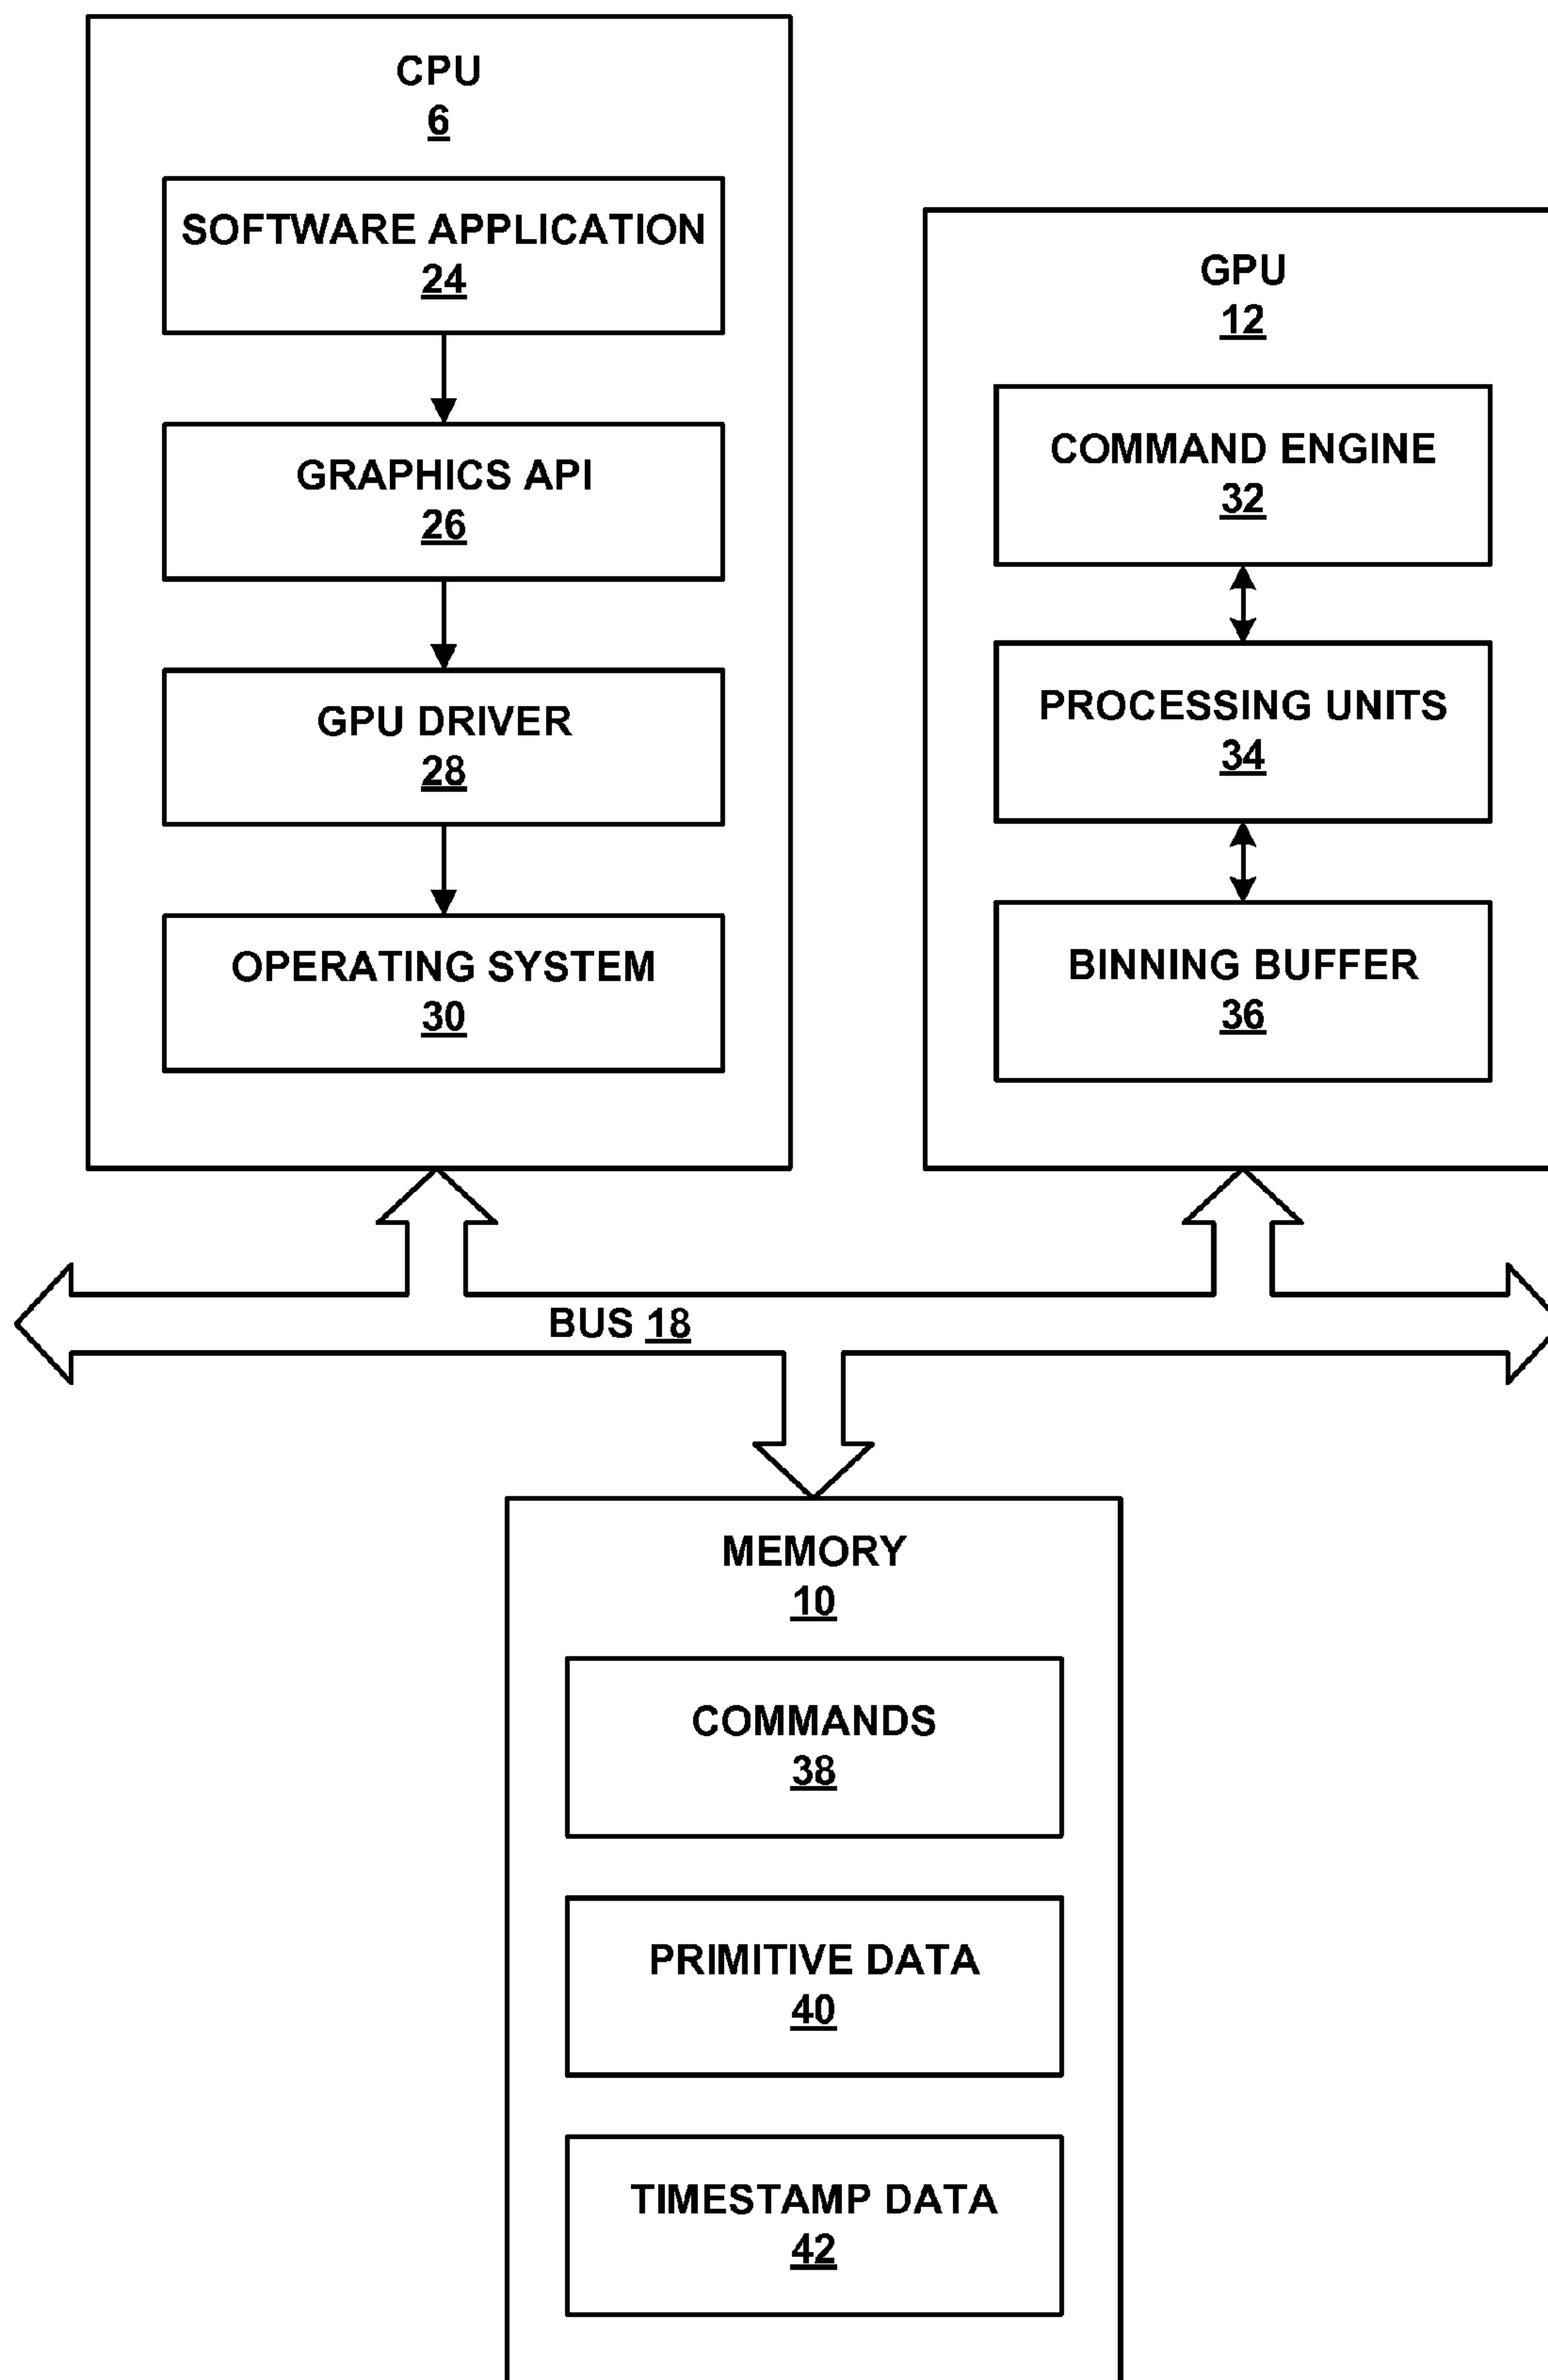 CPU
6
SOFTWARE APPLICATION
24
GRAPHICS API
26
GPU DRIVER
28
OPERATING SYSTEM
30
GPU
12
COMMAND ENGINE
32
PROCESSING UNITS
34
BINNING BUFFER
36
BUS 18
MEMORY
10
COMMANDS
38
PRIMITIVE DATA
40
TIMESTAMP DATA
42